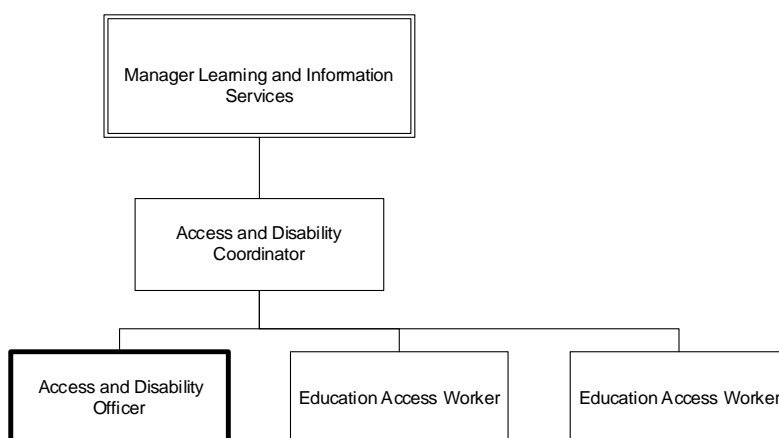 Manager Learning and Information
Services
Access and Disability
Coordinator
Access and Disability
Officer
Education Access Worker
Education Access Worker